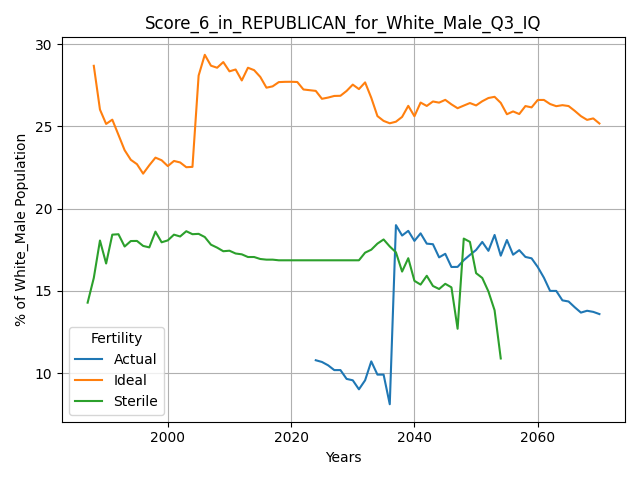 Score_6_in_REPUBLICAN_for_White_Male_Q3_IQ
% of White_Male Population
30
25
20
15
10
Fertility
Actual
Ideal
Sterile
2000
2020
2040
2060
Years